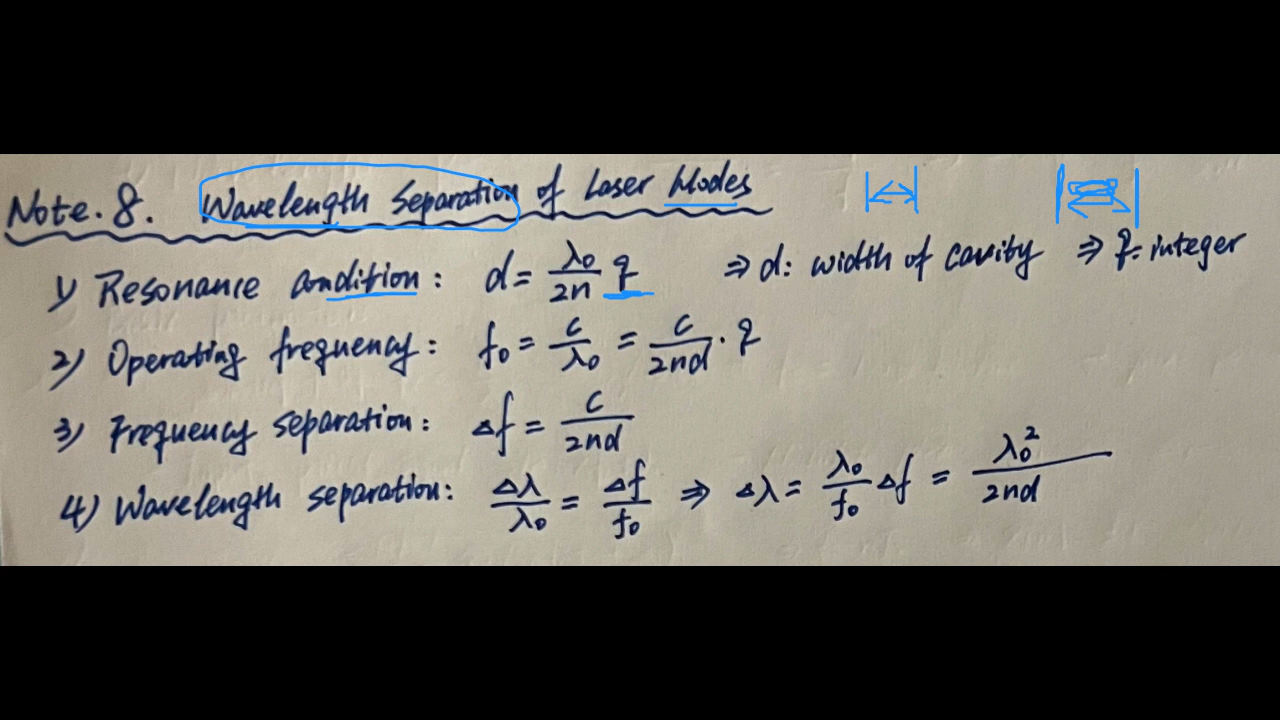 Note. 8. Wavelength Separation of Laser Modes
1) Resonance condition: d = λ₀/2n q ⇒ d: width of cavity ⇒ q: integer
2) Operating frequency: f₀ = c/λ₀ = c/2nd · q
3) Frequency separation: Δf = c/2nd
4) Wavelength separation: Δλ/λ₀ = Δf/f₀ ⇒ Δλ = λ₀/f₀ Δf = λ₀²/2nd